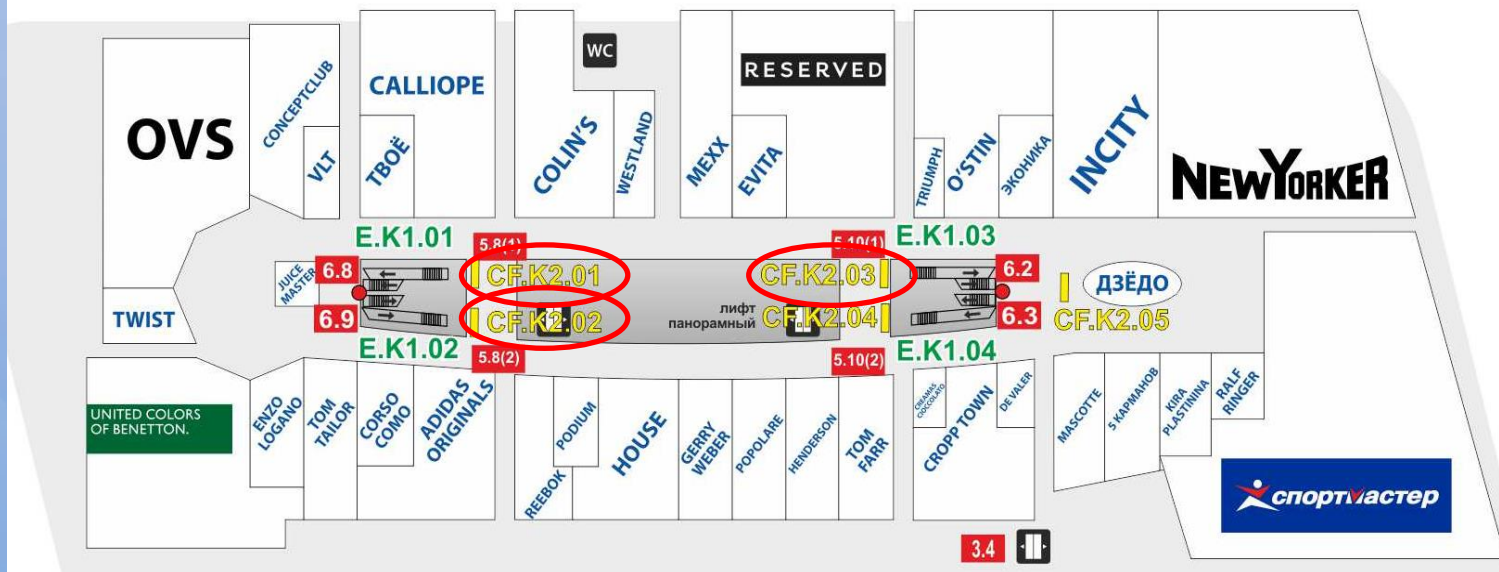 OVS
CONCEPTCLUB
VLT
CALLIOPE
ТВОЁ
COLIN'S
WC
WESTLAND
MEXX
EVITA
RESERVED
TRIUMPH
O'STIN
ЭКОНИКА
INCITY
NEWYORKER
E.K1.01
5.8(1)
5.10(1)
E.K1.03
JUICE
MASTER
6.8
CF.K2.01
CF.K2.03
6.2
ДЗЁДО
TWIST
6.9
CF.K2.02
лифт
панорамный
CF.K2.04
6.3
CF.K2.05
E.K1.02
5.8(2)
5.10(2)
E.K1.04
UNITED COLORS
OF BENETTON.
ENZO
LOGANO
TOM
TAILOR
CORSO
COMO
ADIDAS
ORIGINALS
REEBOK
PODIUM
HOUSE
GERRY
WEBER
POPOLARE
HENDERSON
TOM
FARR
CROPP TOWN
DE VALER
MASCOTTE
5 КАРМАНОВ
KIRA
PLASTININA
RALF
RINGER
спортмастер
3.4